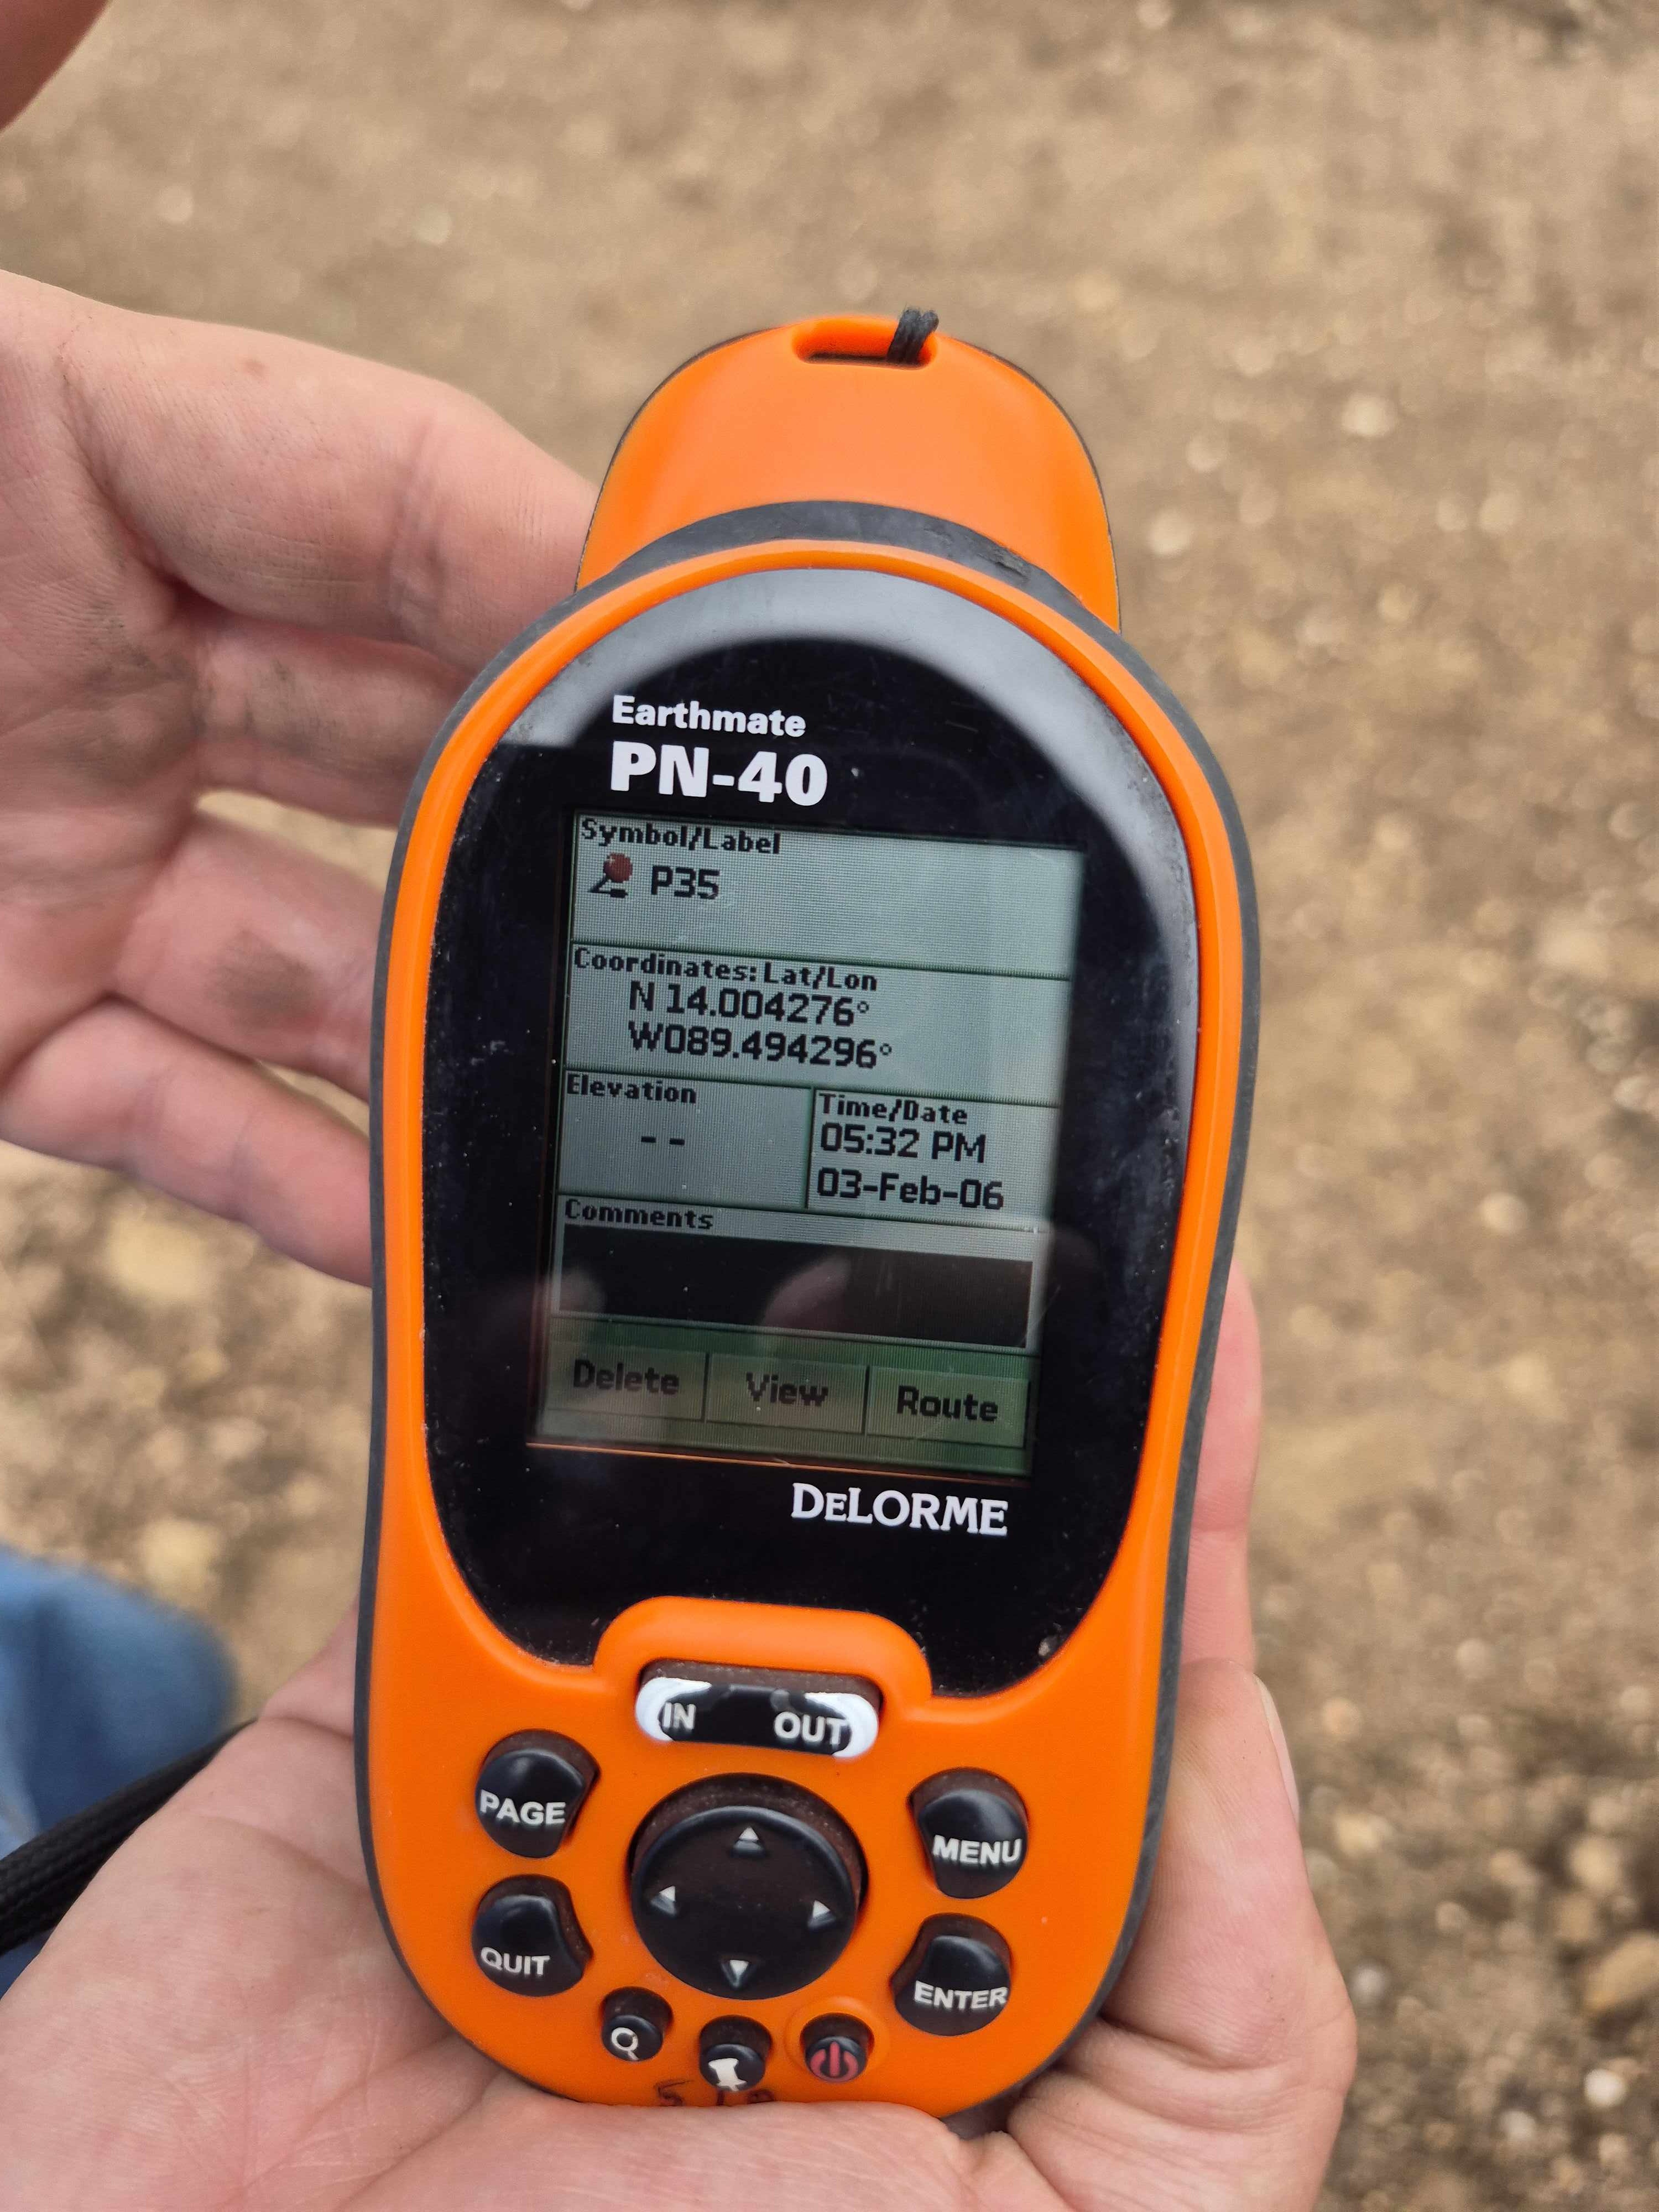 Earthmate
PN-40
Symbol/Label
P35
Coordinates: Lat/Lon
N 14.004276°
W089.494296°
Elevation
--
Time/Date
05:32 PM
03-Feb-06
Comments
Delete View Route
DELORME
IN OUT
PAGE
MENU
QUIT
ENTER
Q